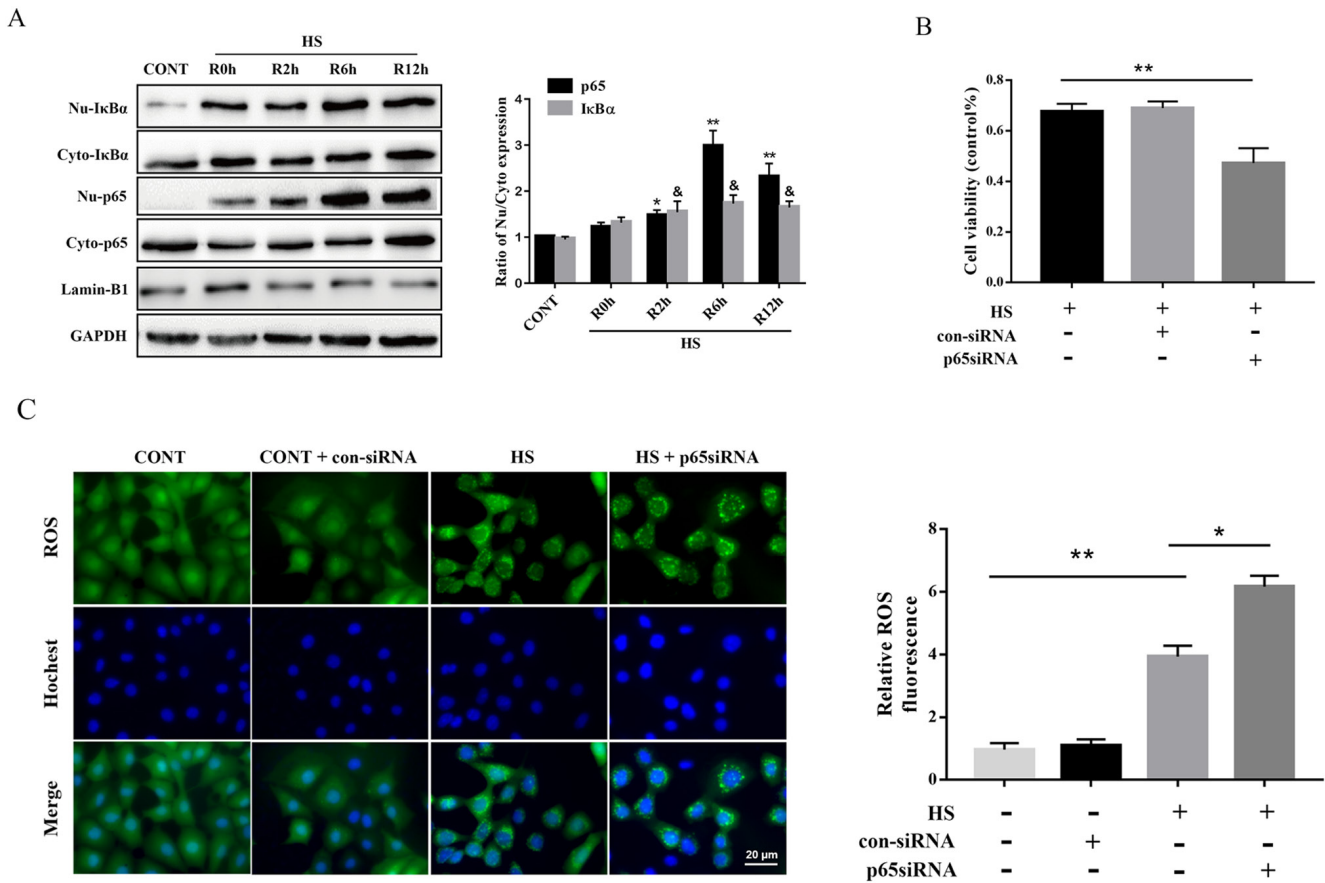 A
HS
CONT R0h R2h R6h R12h
Nu-IκBα
Cyto-IκBα
Nu-p65
Cyto-p65
Lamin-B1
GAPDH
Ratio of Nu/Cyto expression
p65
IκBα
4
3
2
1
0
* & ** & ** &
CONT R0h R2h R6h R12h
HS
B
Cell viability (control%)
0.8
0.6
0.4
0.2
0.0
**
HS + + +
con-siRNA - + -
p65siRNA - - +
C
CONT CONT + con-siRNA HS HS + p65siRNA
ROS
Hochest
Merge
20 μm
Relative ROS
fluorescence
8
6
4
2
0
** *
HS - - + +
con-siRNA - + - -
p65siRNA - - - +